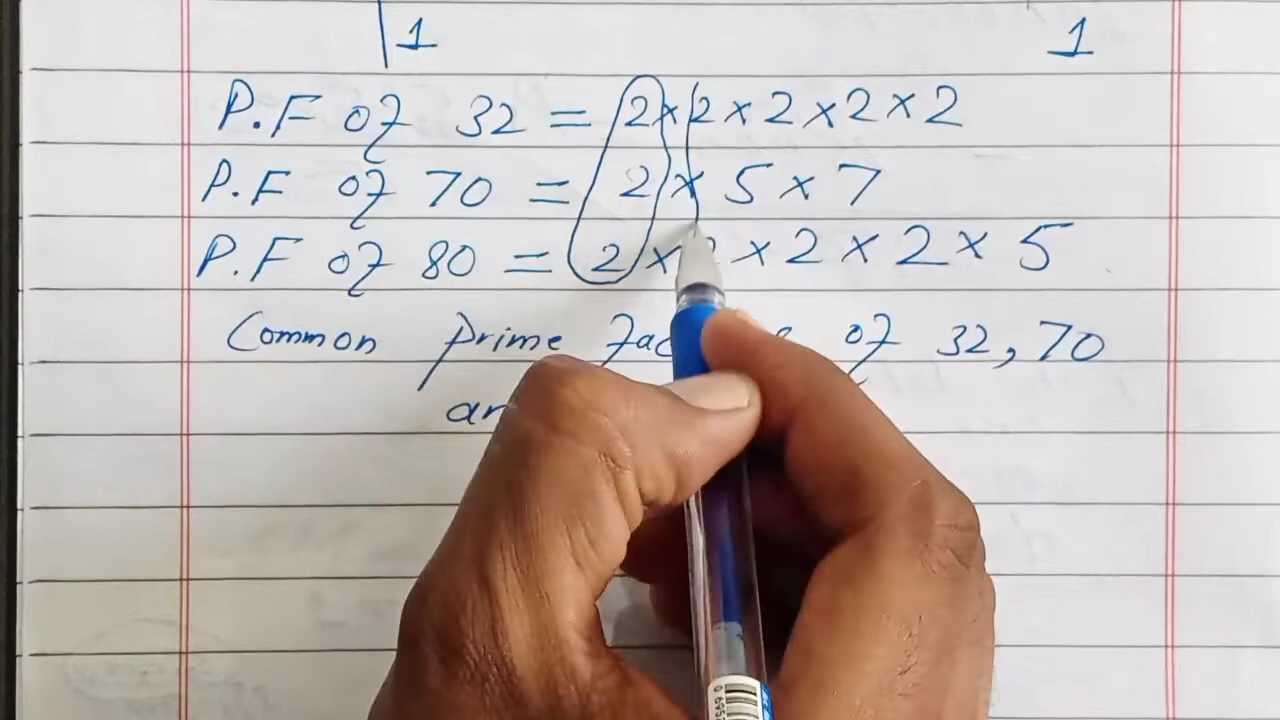 1 1
P.F of 32 = 2 × 2 × 2 × 2 × 2
P.F of 70 = 2 × 5 × 7
P.F of 80 = 2 × 2 × 2 × 2 × 5
Common prime of 32, 70